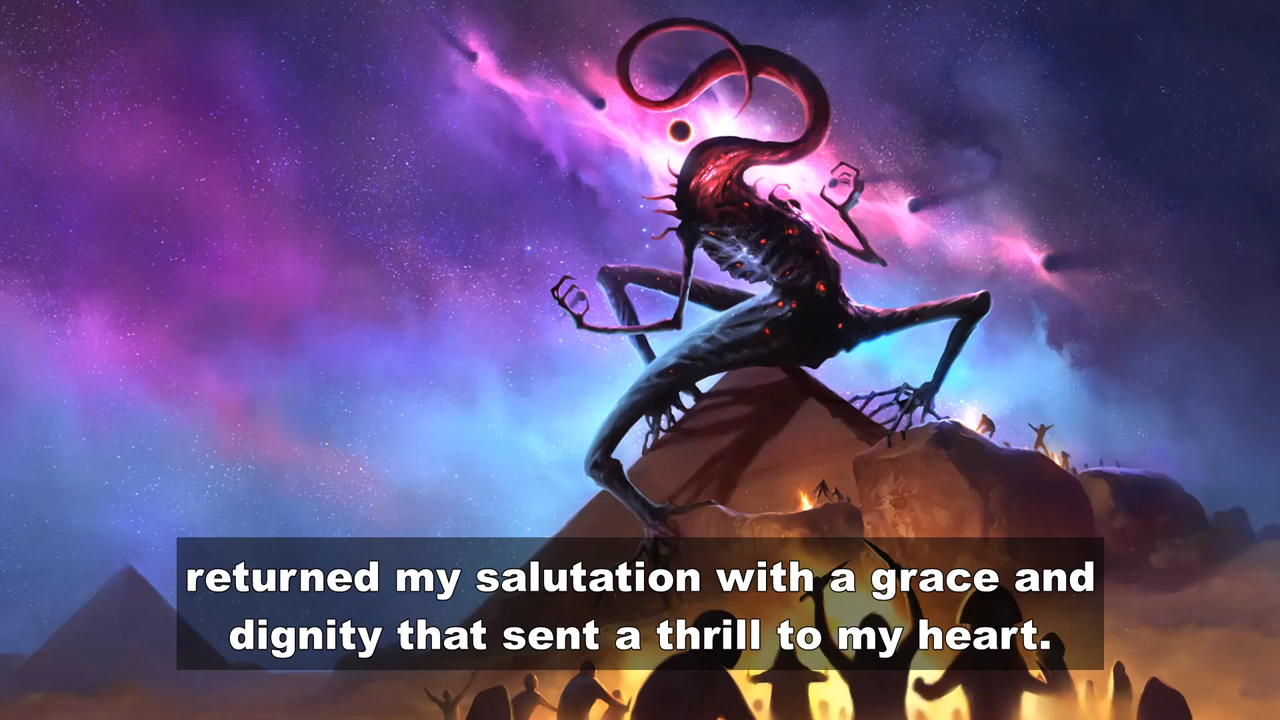 returned my salutation with a grace and
dignity that sent a thrill to my heart.